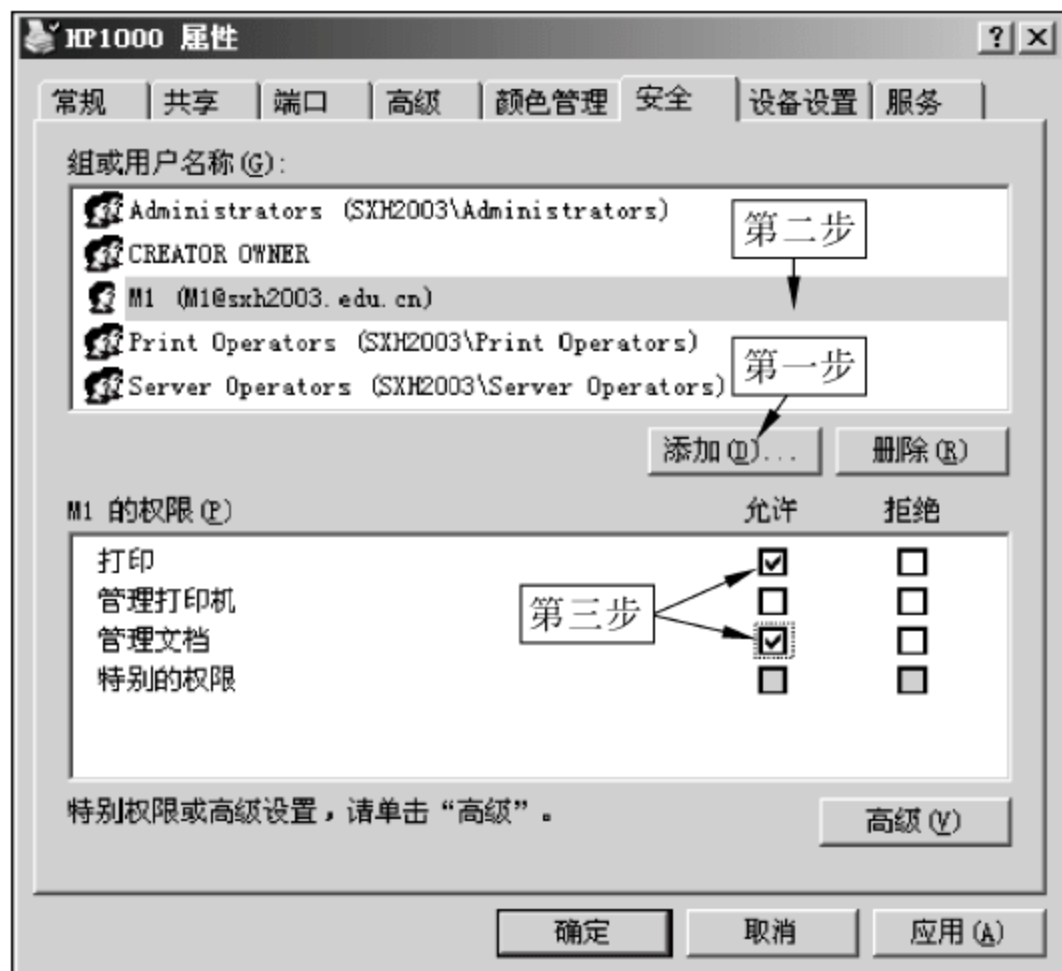 HP1000 属性
常规 共享 端口 高级 颜色管理 安全 设备设置 服务
组或用户名称(G):
Administrators (SXH2003\Administrators)
第二步
CREATOR OWNER
M1 (M1@sxh2003.edu.cn)
Print Operators (SXH2003\Print Operators)
第一步
Server Operators (SXH2003\Server Operators)
添加(D)... 删除(R)
M1 的权限(P) 允许 拒绝
打印
管理打印机
第三步
管理文档
特别的权限
特别权限或高级设置，请单击“高级”。
高级(V)
确定 取消 应用(A)